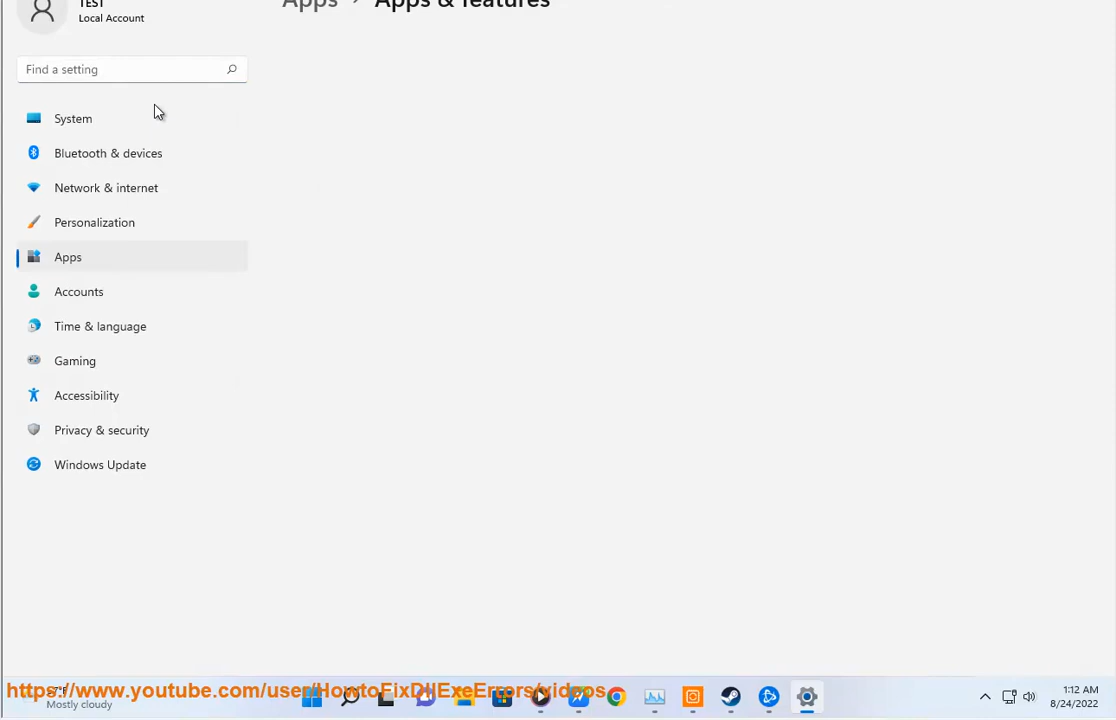 TEST
Local Account
Apps > Apps & features
Find a setting
System
Bluetooth & devices
Network & internet
Personalization
Apps
Accounts
Time & language
Gaming
Accessibility
Privacy & security
Windows Update
https://www.youtube.com/user/HowtoFixDllExeErrors/videos
Mostly cloudy
1:12 AM
8/24/2022